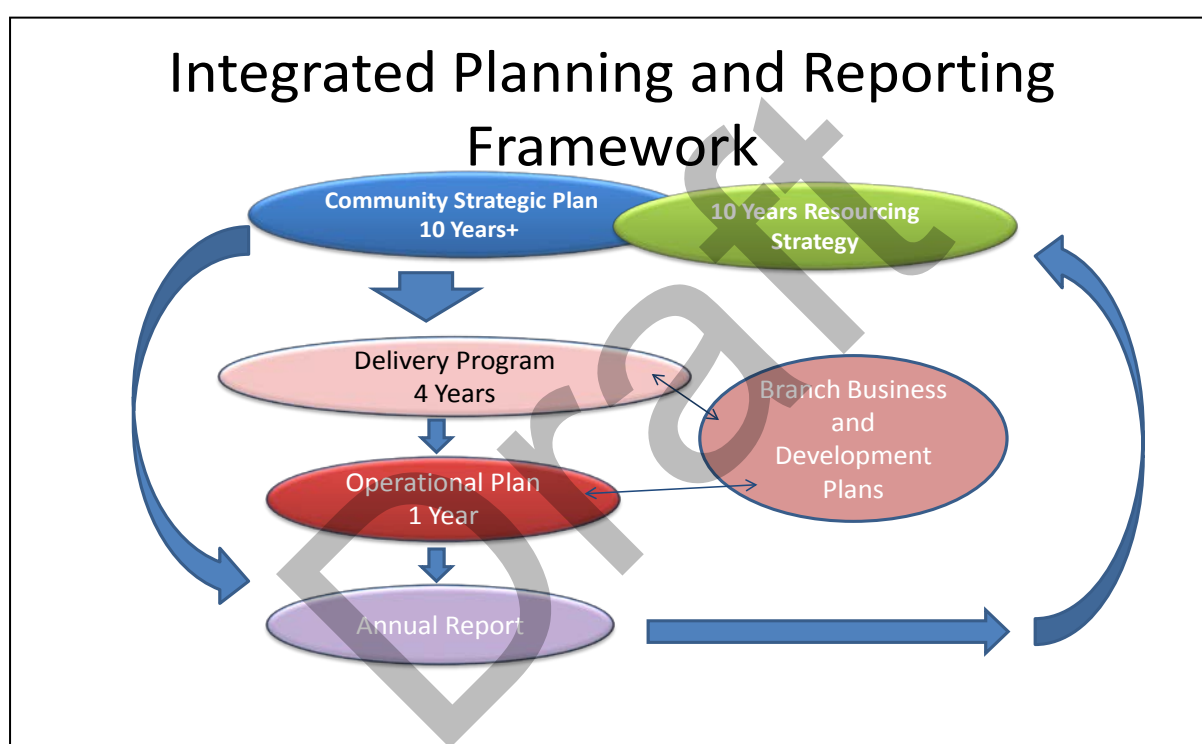 Integrated Planning and Reporting
Framework
Community Strategic Plan
10 Years+
10 Years Resourcing
Strategy
Delivery Program
4 Years
Branch Business
and
Development
Plans
Operational Plan
1 Year
Annual Report
Draft